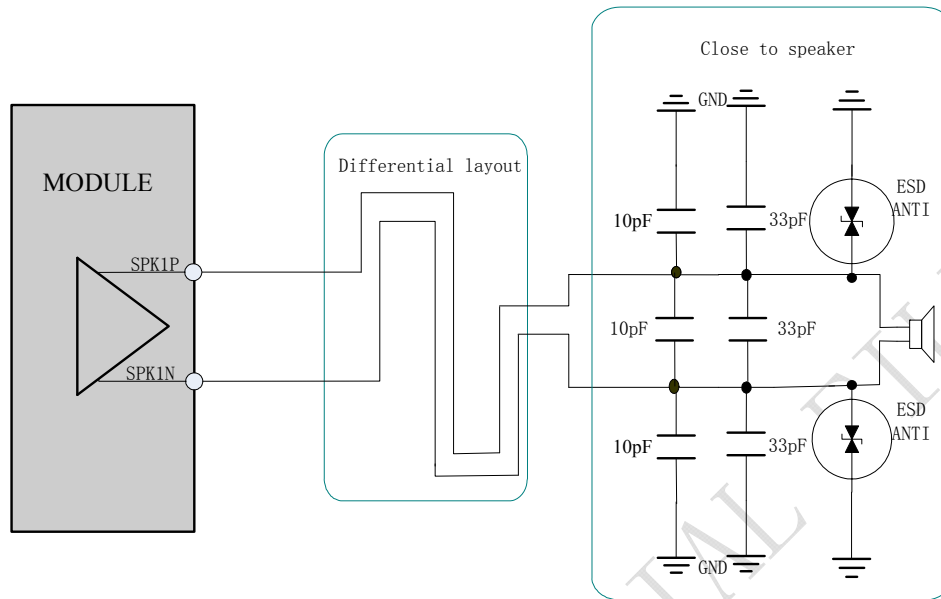 Close to speaker
GND
Differential layout
MODULE
ESD
ANTI
10pF
33pF
SPK1P
10pF
33pF
SPK1N
ESD
ANTI
10pF
33pF
GND